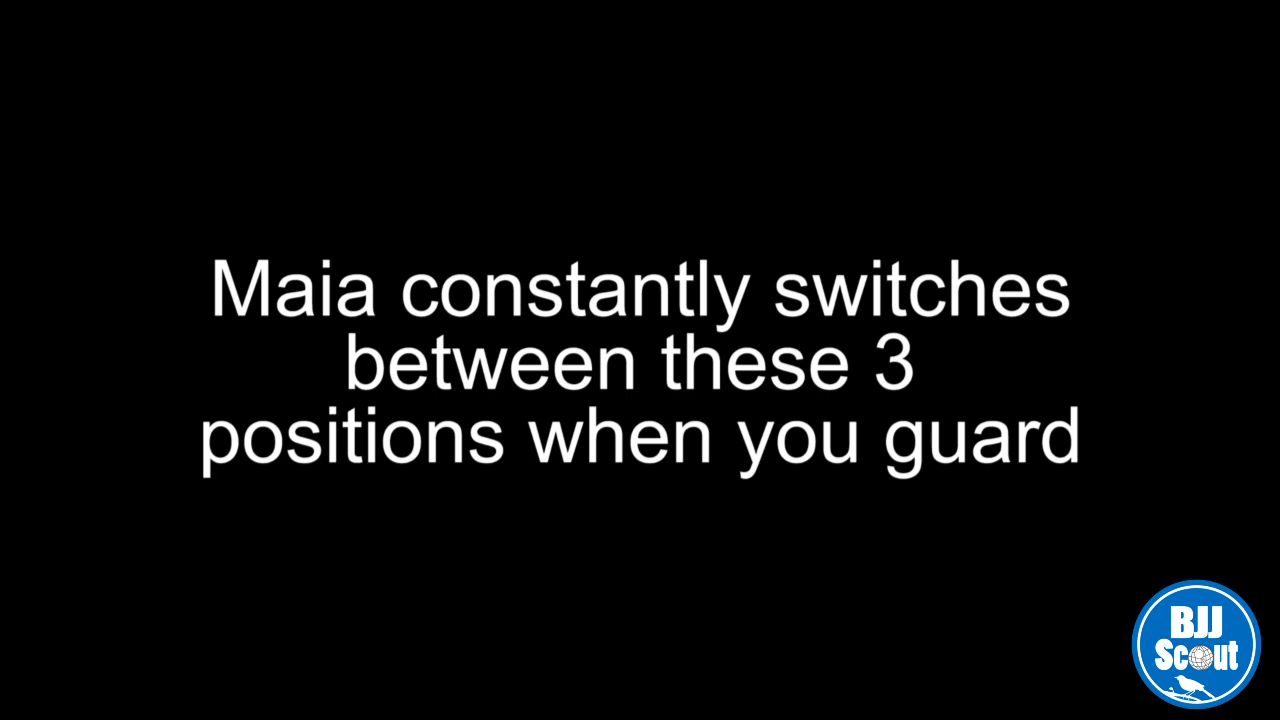 Maia constantly switches
between these 3
positions when you guard
BJJ
Scout